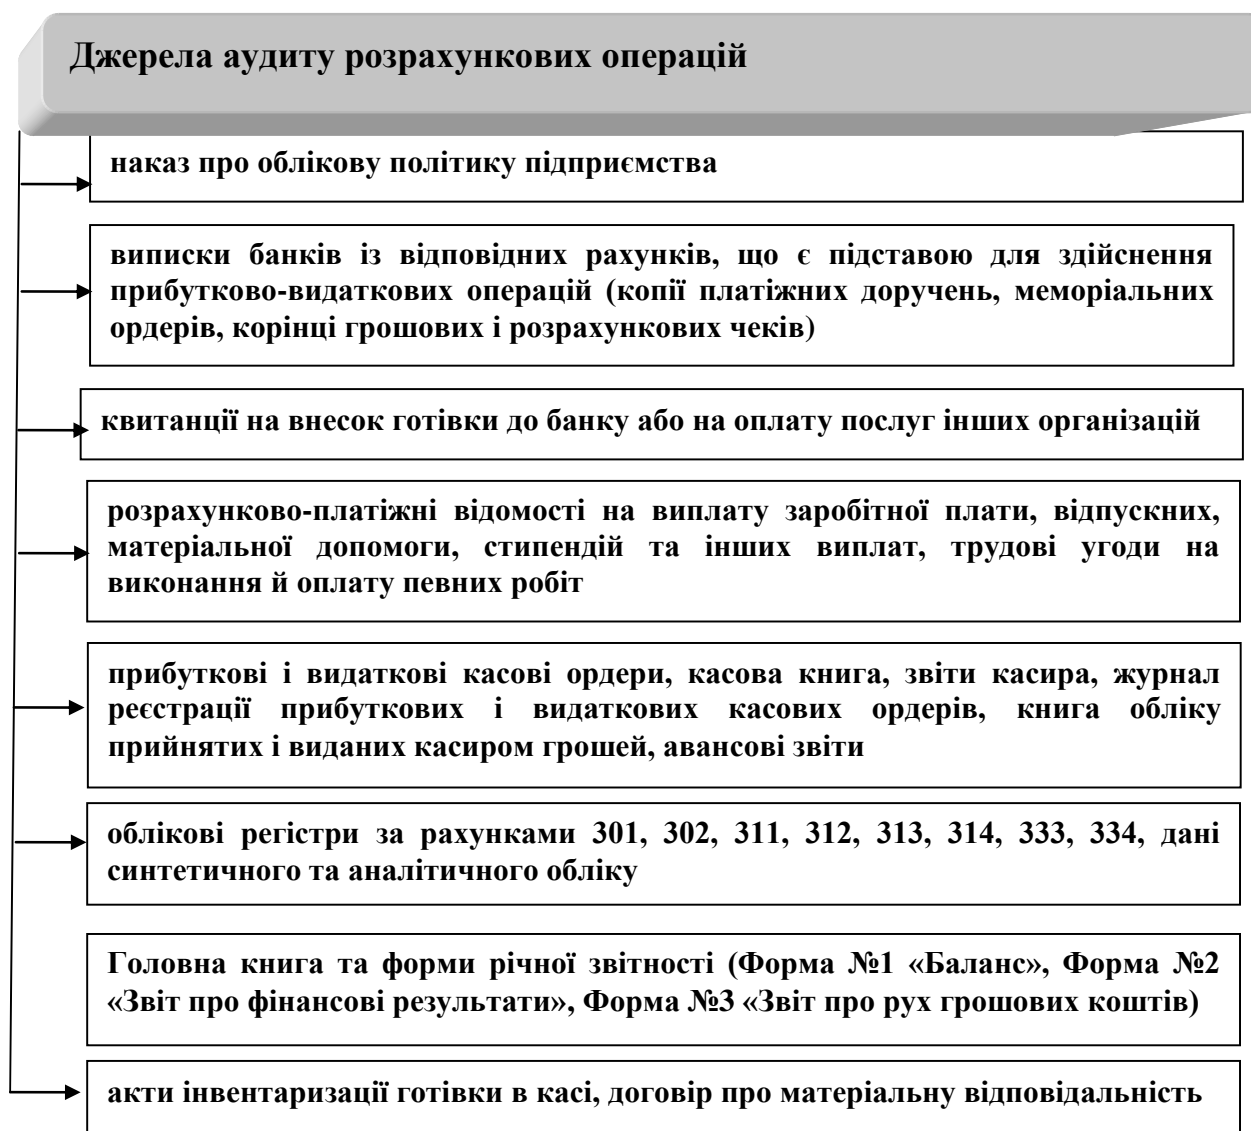 Джерела аудиту розрахункових операцій
наказ про облікову політику підприємства
виписки банків із відповідних рахунків, що є підставою для здійснення
прибутково-видаткових операцій (копії платіжних доручень, меморіальних
ордерів, корінці грошових і розрахункових чеків)
квитанції на внесок готівки до банку або на оплату послуг інших організацій
розрахунково-платіжні відомості на виплату заробітної плати, відпускних,
матеріальної допомоги, стипендій та інших виплат, трудові угоди на
виконання й оплату певних робіт
прибуткові і видаткові касові ордери, касова книга, звіти касира, журнал
реєстрації прибуткових і видаткових касових ордерів, книга обліку
прийнятих і виданих касиром грошей, авансові звіти
облікові регістри за рахунками 301, 302, 311, 312, 313, 314, 333, 334, дані
синтетичного та аналітичного обліку
Головна книга та форми річної звітності (Форма №1 «Баланс», Форма №2
«Звіт про фінансові результати», Форма №3 «Звіт про рух грошових коштів)
акти інвентаризації готівки в касі, договір про матеріальну відповідальність